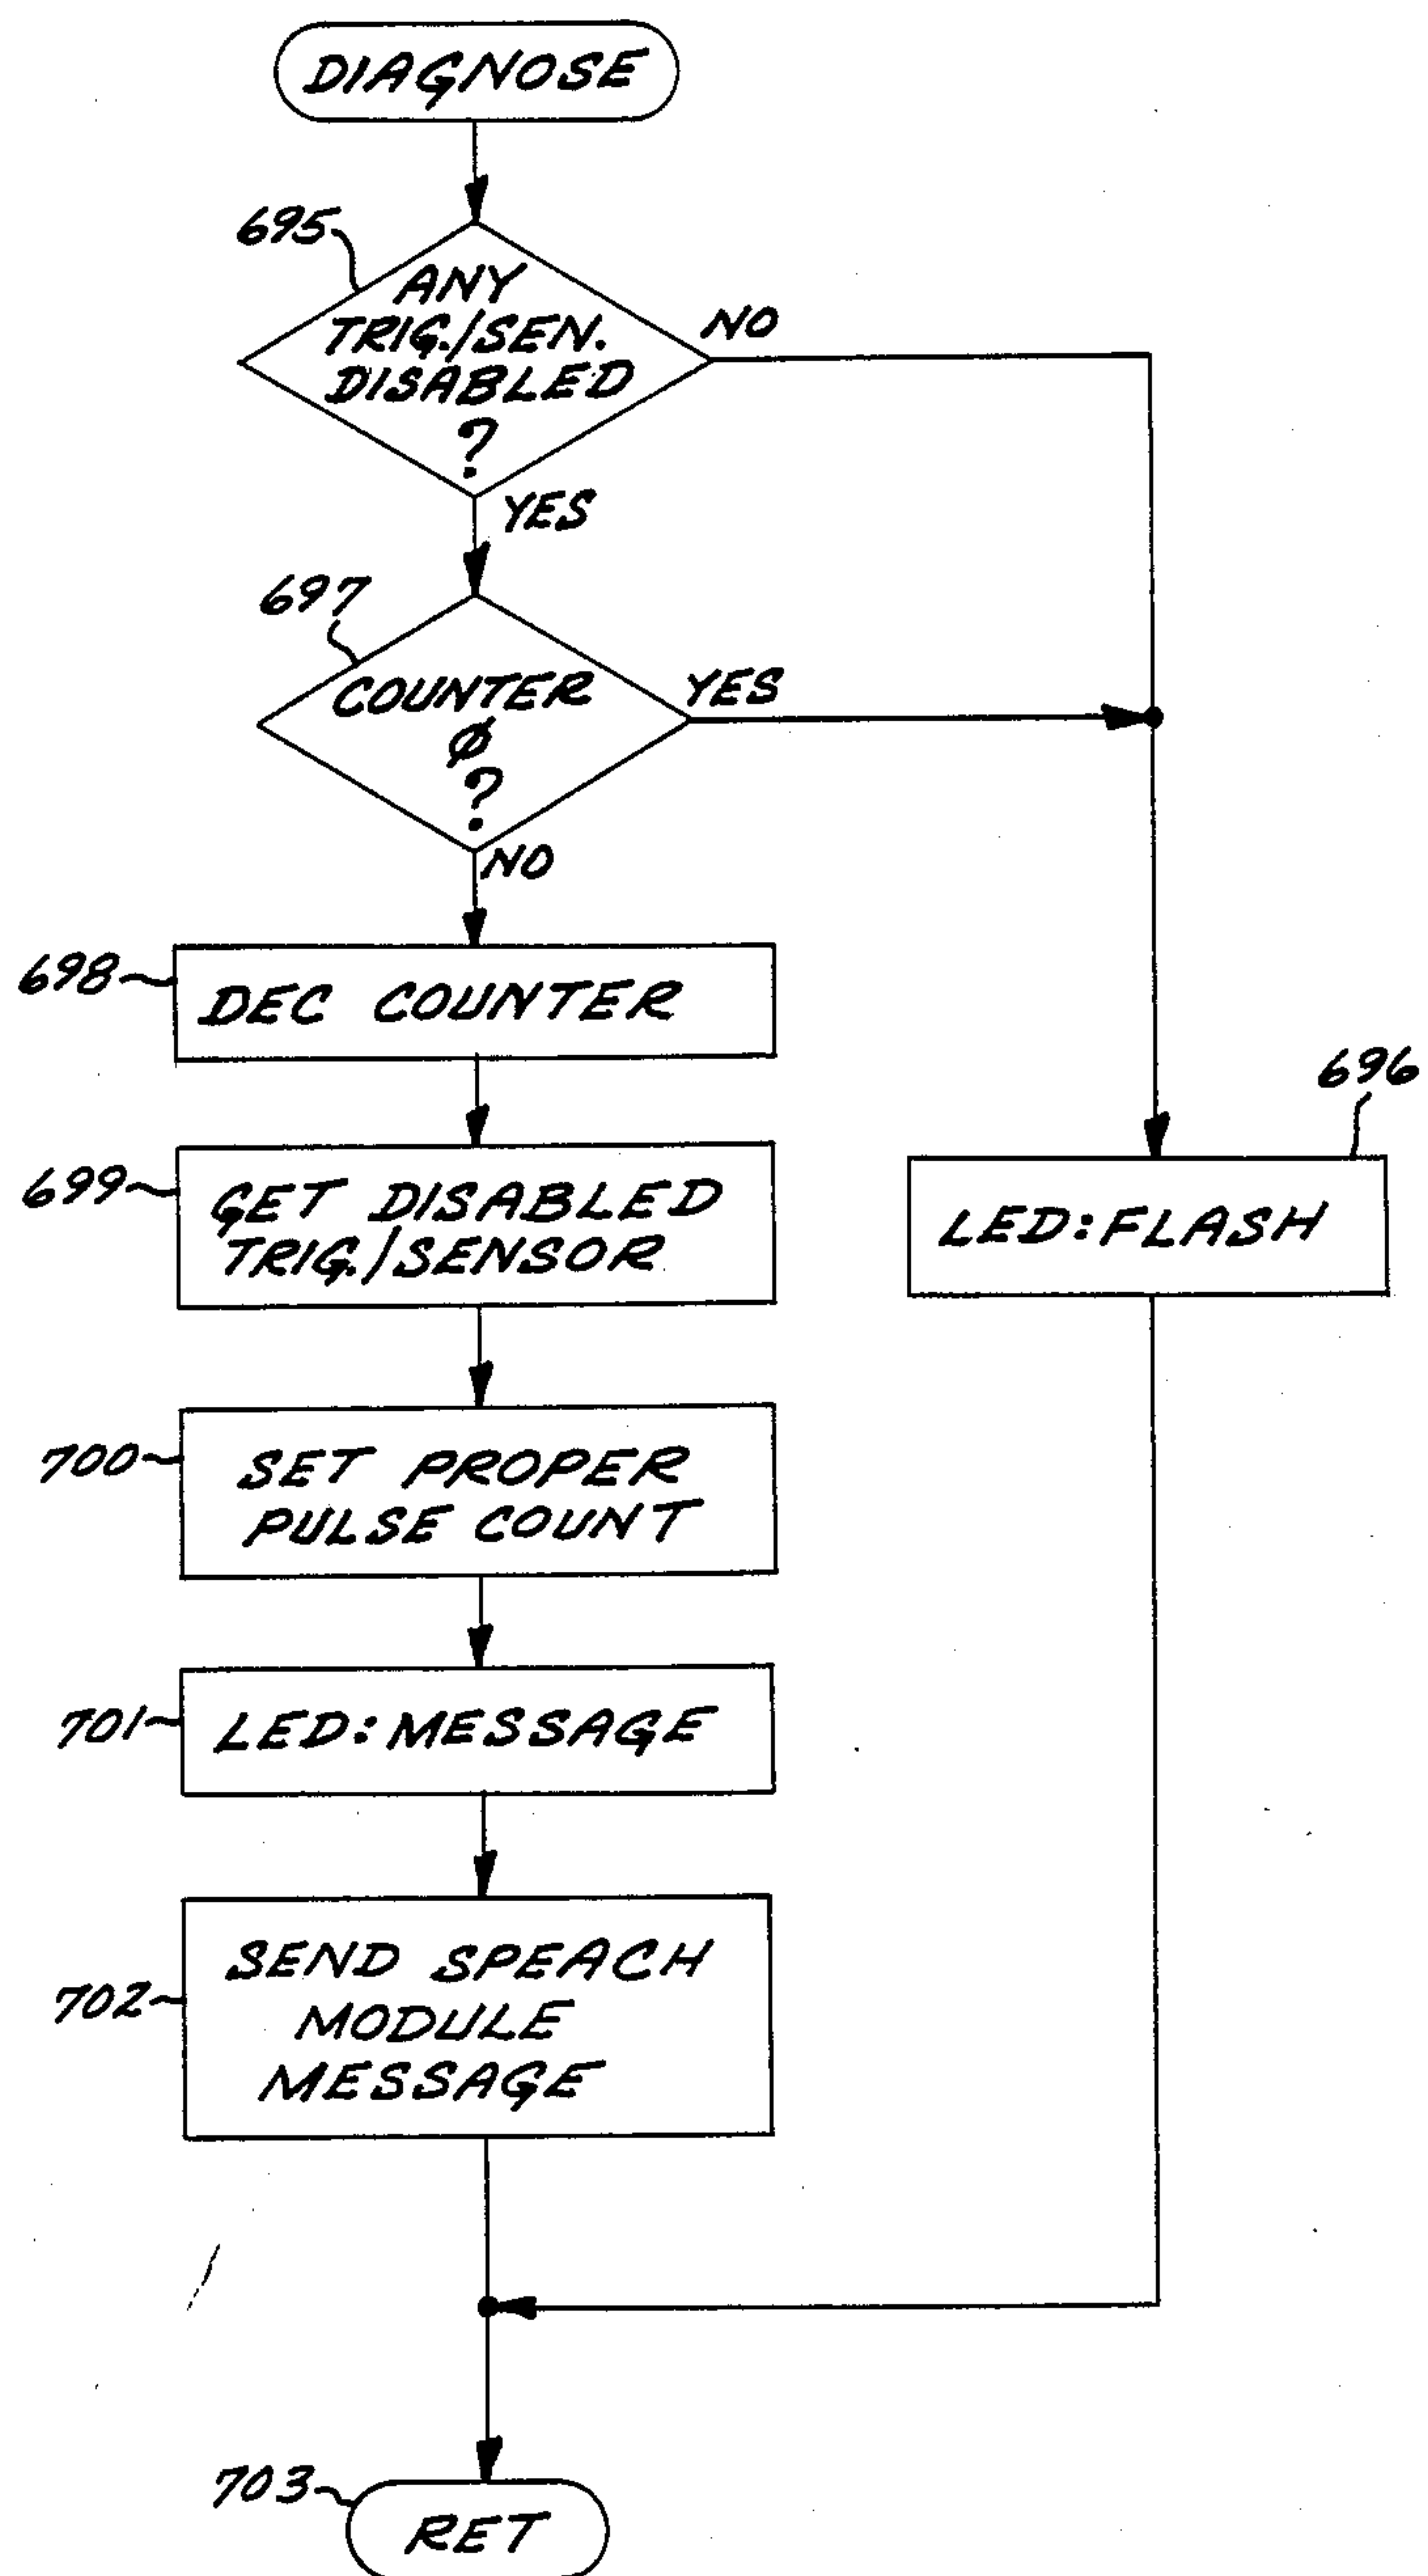 DIAGNOSE
695
ANY
TRIG./SEN.
DISABLED
?
NO
YES
697
COUNTER
Ø
?
YES
NO
698
DEC COUNTER
696
699
GET DISABLED
TRIG./SENSOR
LED:FLASH
700
SET PROPER
PULSE COUNT
701
LED:MESSAGE
702
SEND SPEACH
MODULE
MESSAGE
703
RET